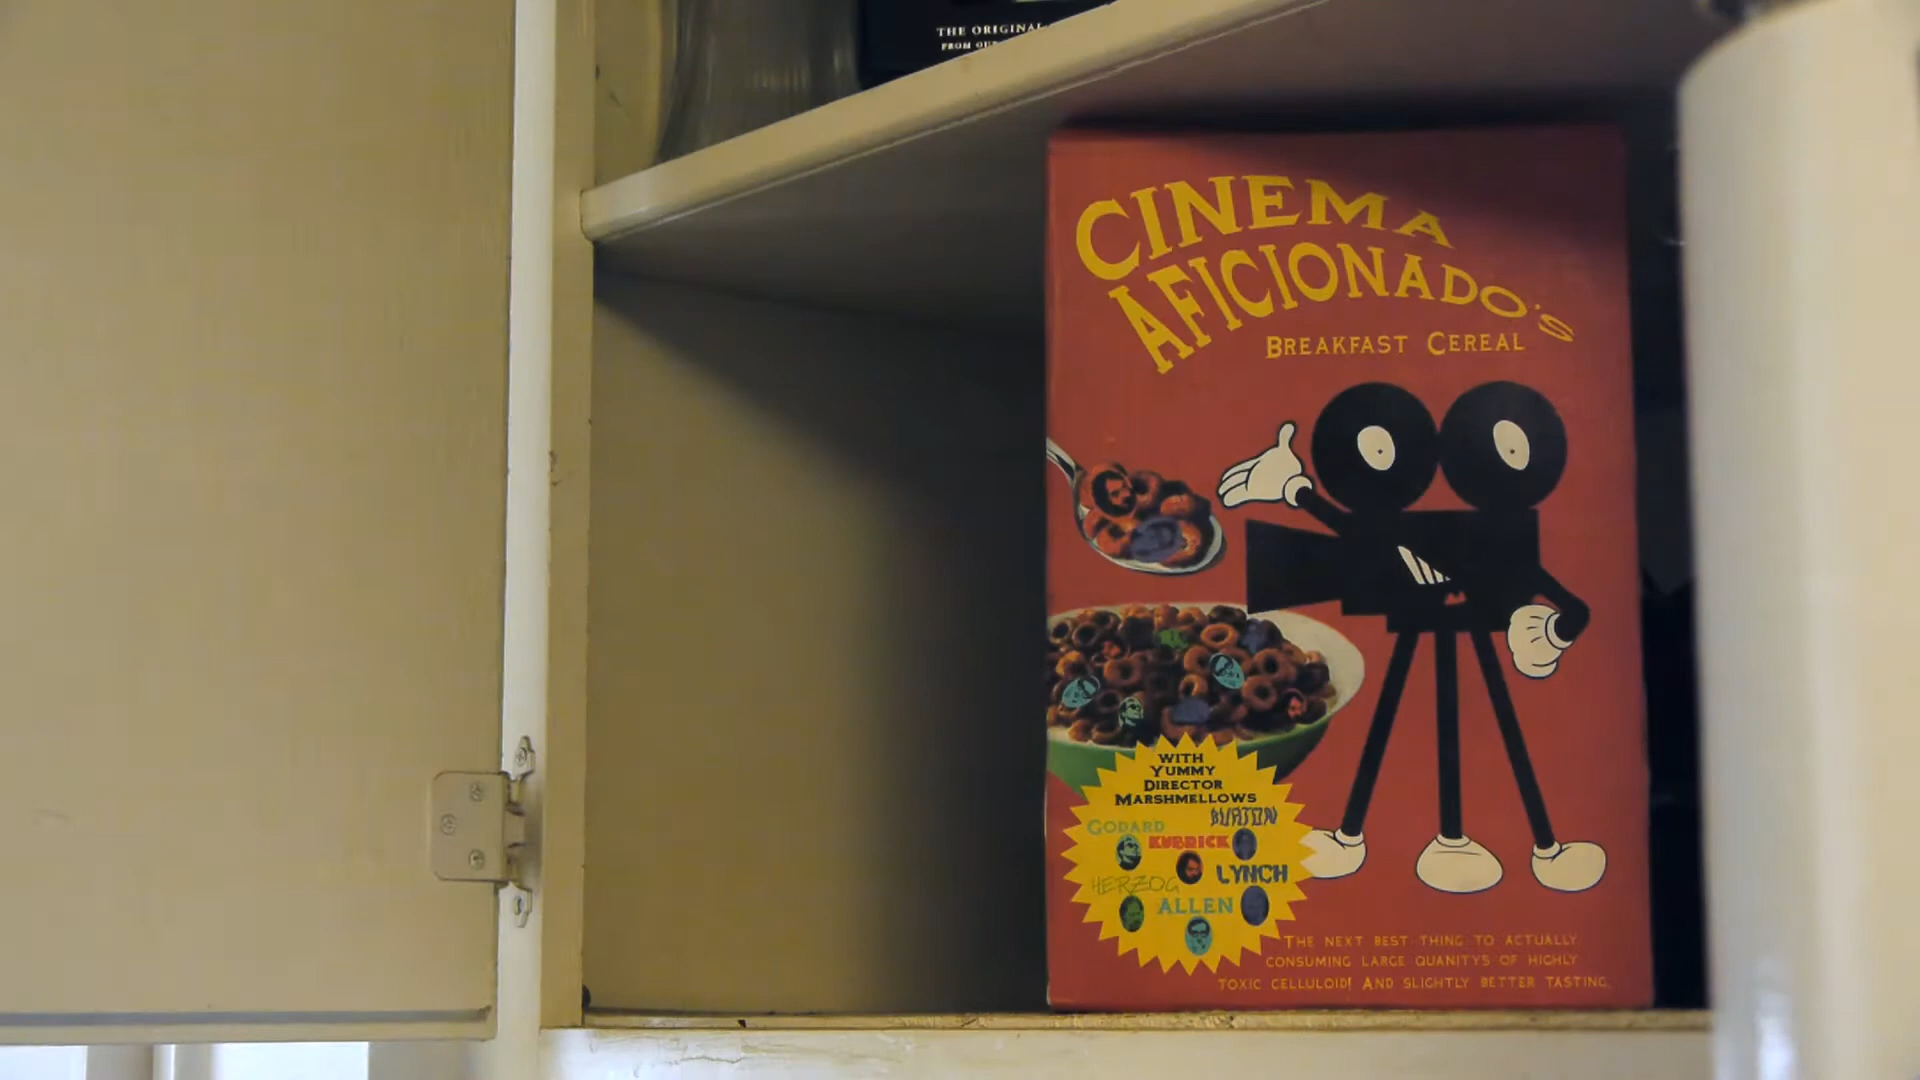 THE ORIGINAL
FROM
CINEMA
AFICIONADO'S
BREAKFAST CEREAL
WITH
YUMMY
DIRECTOR
MARSHMELLOWS
BURTON
GODARD
KUBRICK
LYNCH
HERZOG
ALLEN
THE NEXT BEST THING TO ACTUALLY
CONSUMING LARGE QUANITYS OF HIGHLY
TOXIC CELLULOID! AND SLIGHTLY BETTER TASTING.